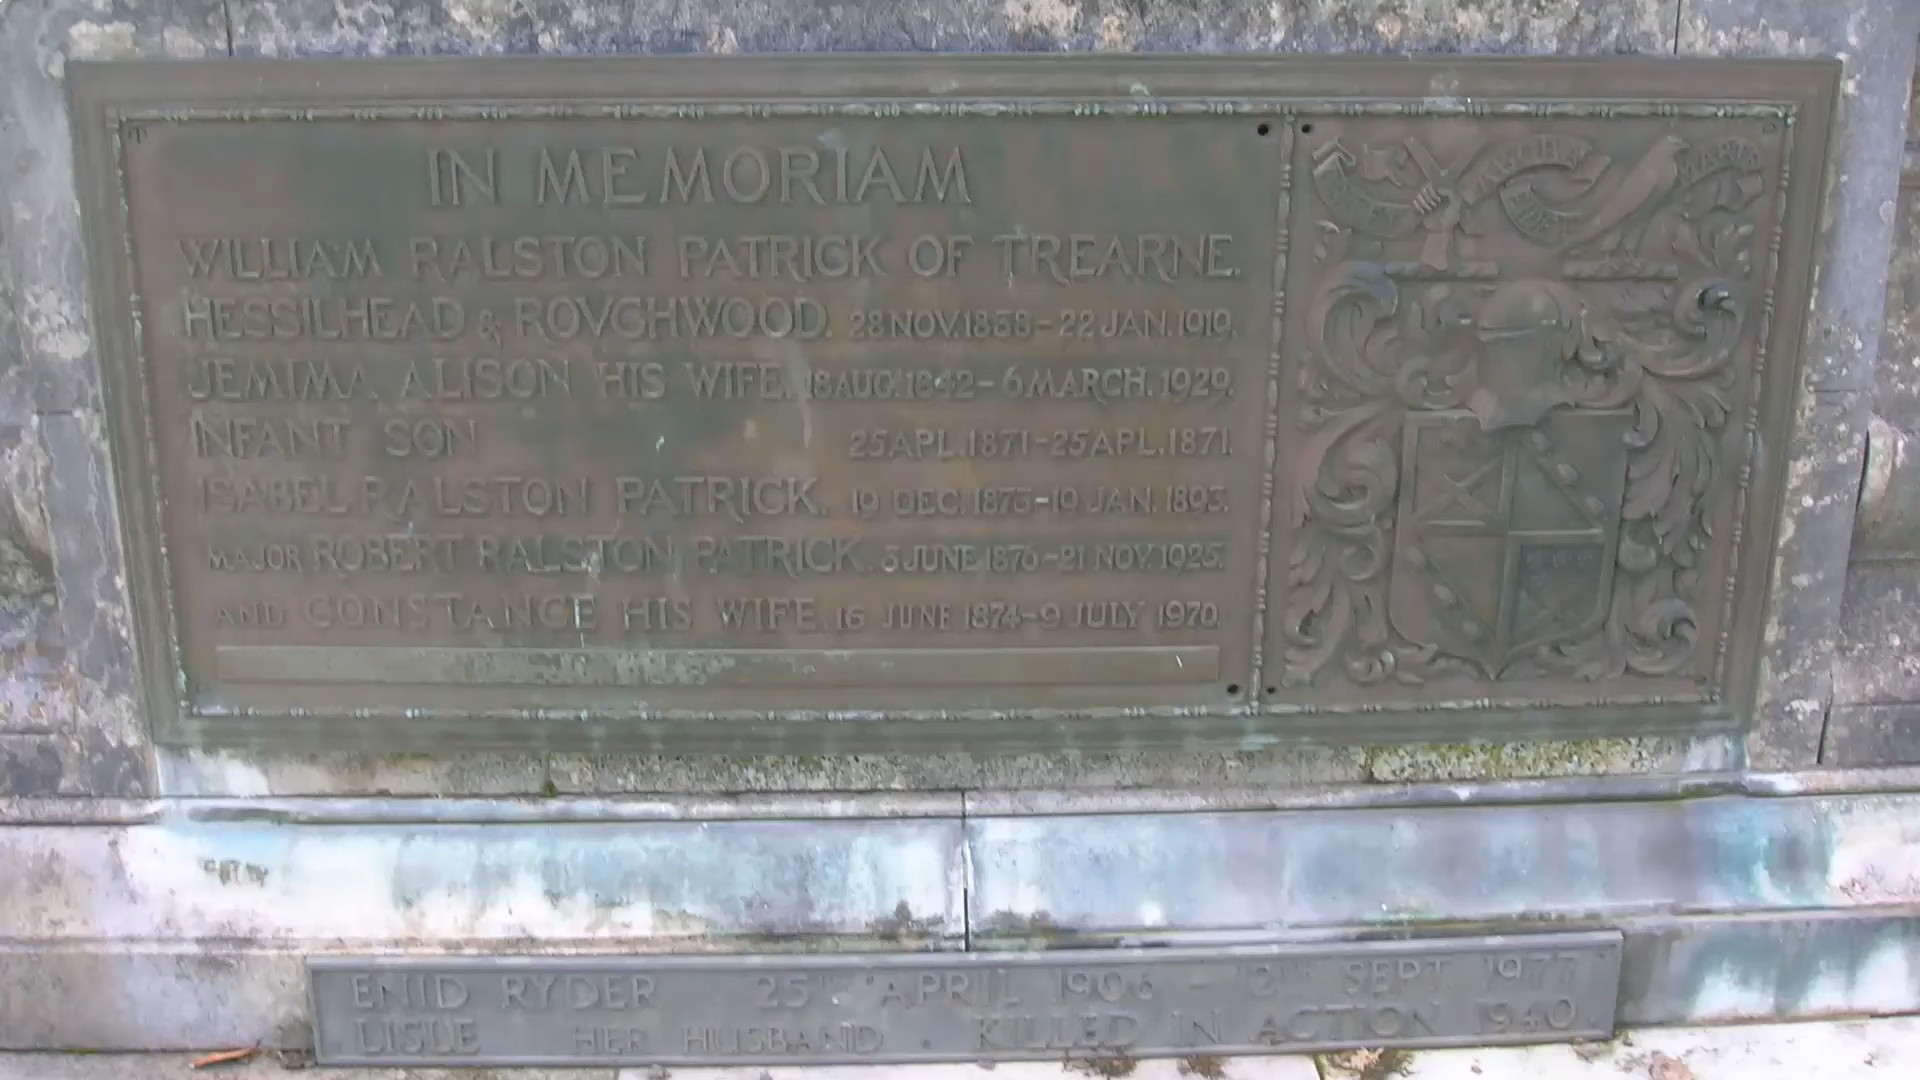 IN MEMORIAM
WILLIAM RALSTON PATRICK OF TREARNE.
HESSILHEAD & ROVGHWOOD. 28 NOV. 1838 - 22 JAN. 1919.
JEMIMA ALISON HIS WIFE. 18 AUG. 1842 - 6 MARCH. 1929.
INFANT SON 25 APL. 1871 - 25 APL. 1871.
ISABEL RALSTON PATRICK. 19 DEC. 1873 - 19 JAN. 1893.
MAJOR ROBERT RALSTON PATRICK. 3 JUNE 1876 - 21 NOV. 1925.
AND CONSTANCE HIS WIFE. 16 JUNE 1874 - 9 JULY 1970.
ENID RYDER 25TH APRIL 1906 - 12TH SEPT 1977
LISLE HER HUSBAND . KILLED IN ACTION 1940.